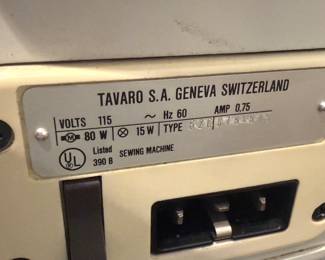 TAVARO S.A. GENEVA SWITZERLAND
VOLTS 115 ~ Hz 60 AMP 0.75
M 80 W 15 W TYPE
UL Listed
390 B SEWING MACHINE